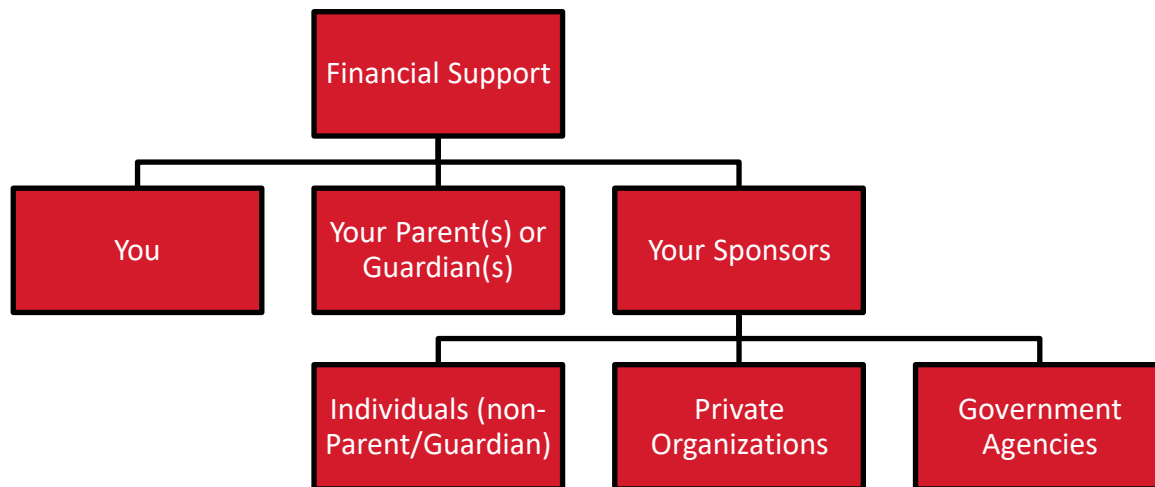 Financial Support
You
Your Parent(s) or
Guardian(s)
Your Sponsors
Individuals (non-
Parent/Guardian)
Private
Organizations
Government
Agencies